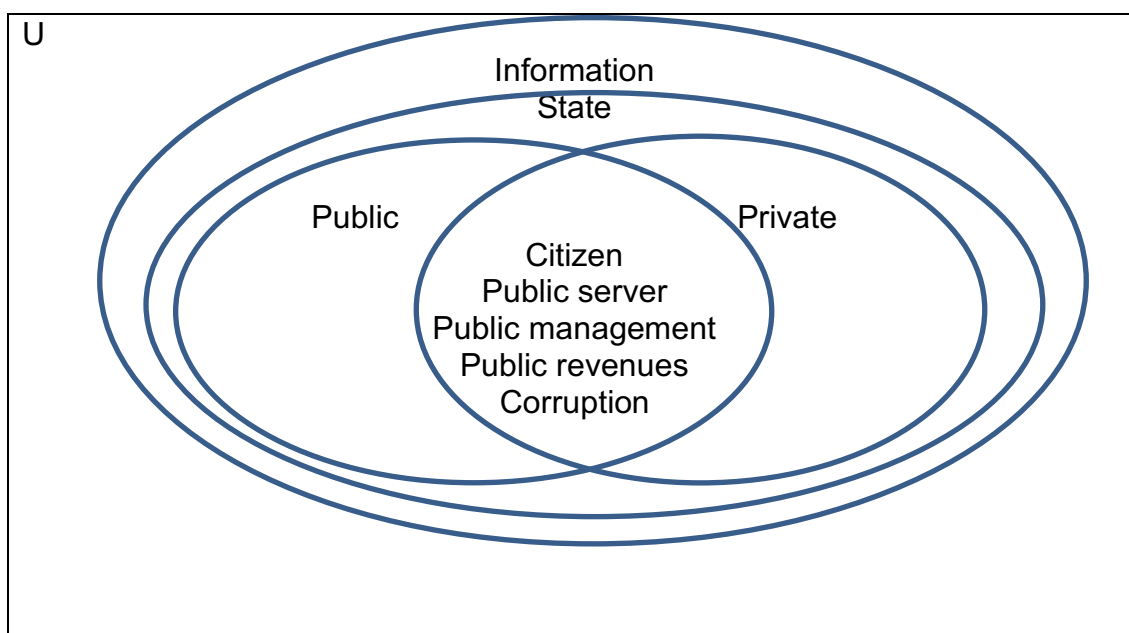 U
Information
State
Public
Private
Citizen
Public server
Public management
Public revenues
Corruption